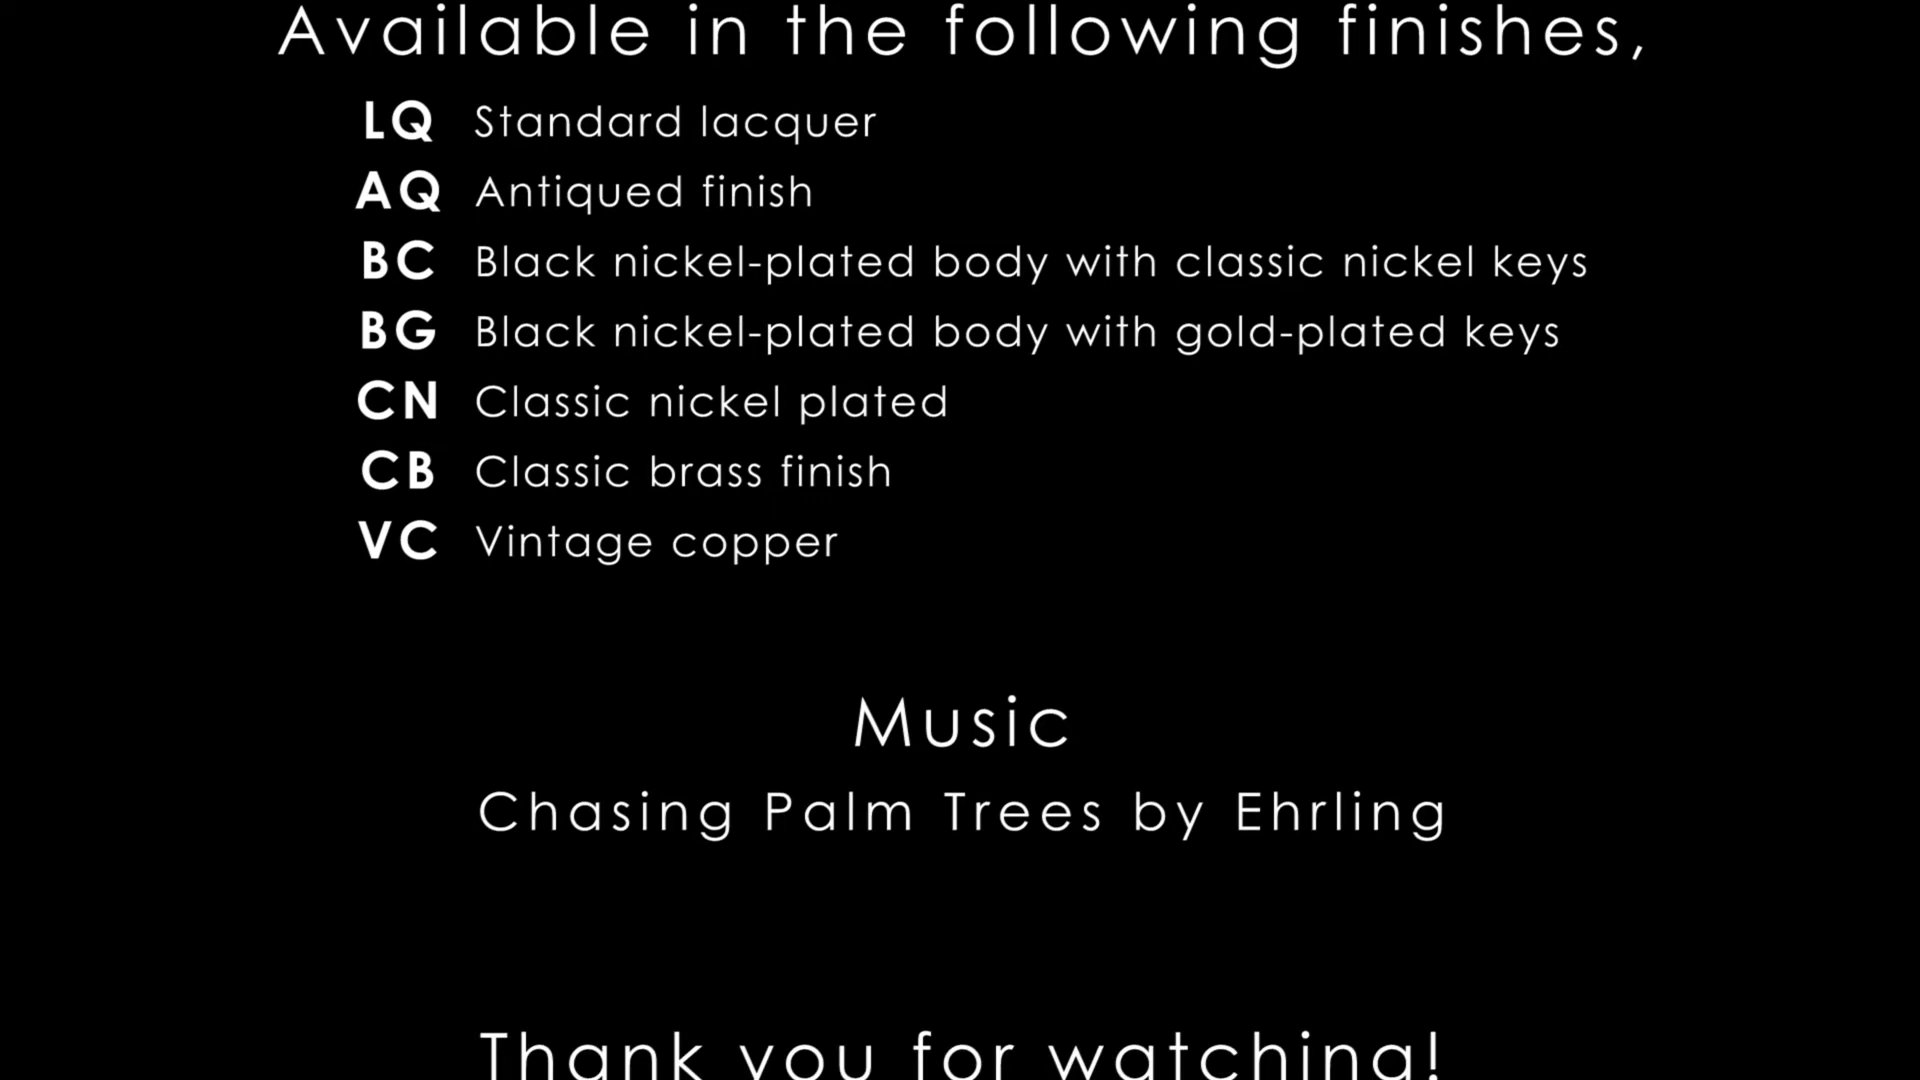 Available in the following finishes,
LQ Standard lacquer
AQ Antiqued finish
BC Black nickel-plated body with classic nickel keys
BG Black nickel-plated body with gold-plated keys
CN Classic nickel plated
CB Classic brass finish
VC Vintage copper
Music
Chasing Palm Trees by Ehrling
Thank you for watching!